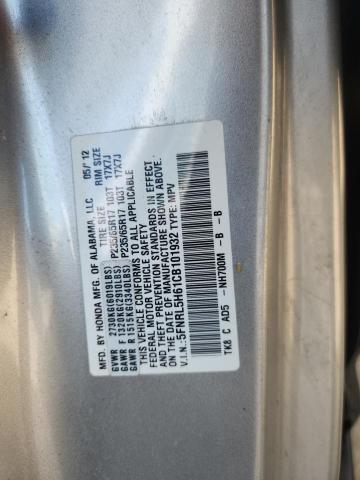 MFD. BY HONDA MFG. OF ALABAMA, LLC 05/ 12
TIRE SIZE RIM SIZE
GVWR 2730KG(6019LBS)
GAWR F 1320KG(2910LBS) P235/65R17 103T 17X7J
GAWR R 1515KG(3340LBS) P235/65R17 103T 17X7J
THIS VEHICLE CONFORMS TO ALL APPLICABLE
FEDERAL MOTOR VEHICLE SAFETY
AND THEFT PREVENTION STANDARDS IN EFFECT
ON THE DATE OF MANUFACTURE SHOWN ABOVE.
V.I.N.: 5FNRL5H61CB101932 TYPE: MPV
TK8 C AD5 -NH700M -B -B